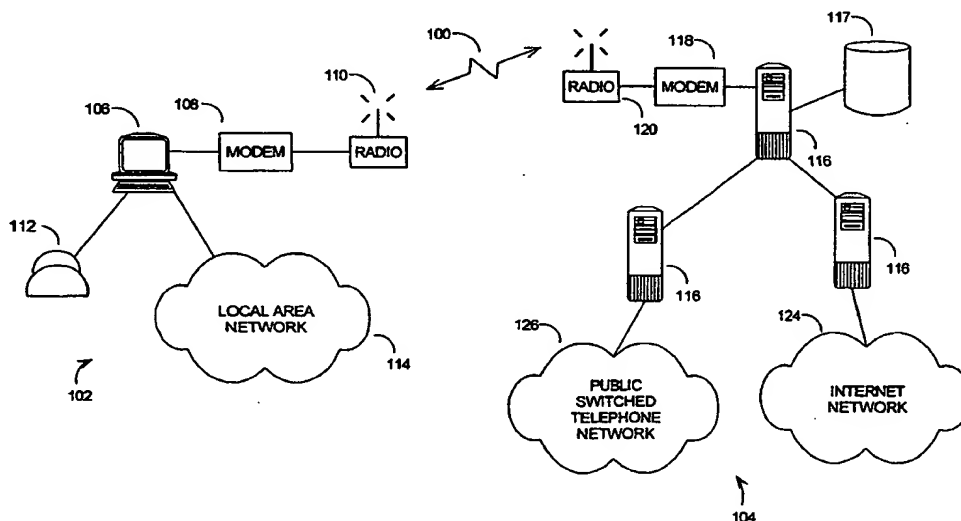 100
117
110
118
106
108
RADIO
MODEM
120
MODEM
RADIO
116
112
116
116
LOCAL AREA
NETWORK
126
124
114
102
PUBLIC
SWITCHED
TELEPHONE
NETWORK
INTERNET
NETWORK
104